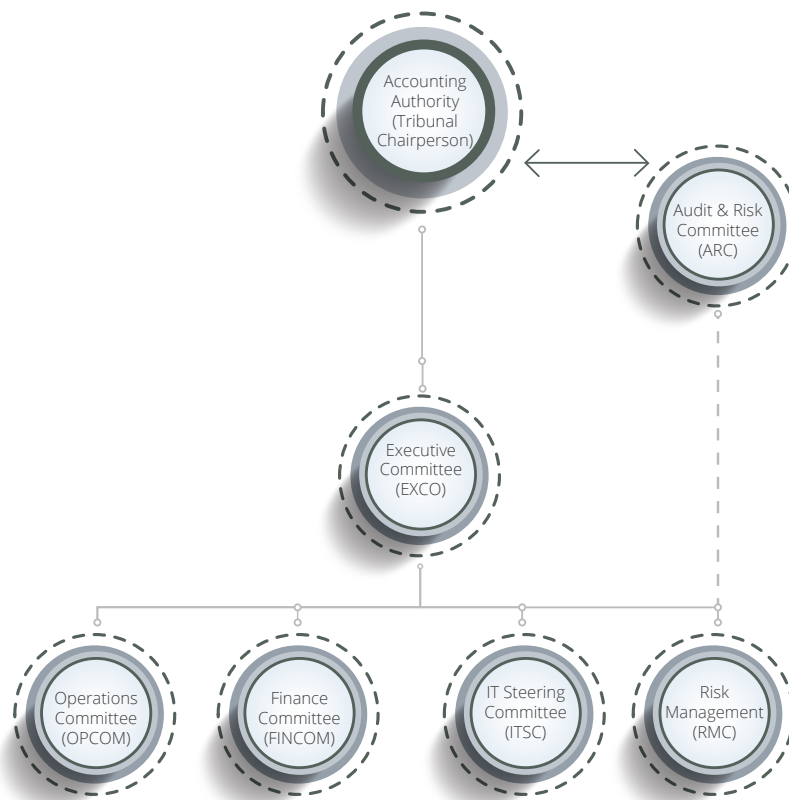 Accounting
Authority
(Tribunal
Chairperson)
Audit & Risk
Committee
(ARC)
Executive
Committee
(EXCO)
Operations
Committee
(OPCOM)
Finance
Committee
(FINCOM)
IT Steering
Committee
(ITSC)
Risk
Management
(RMC)